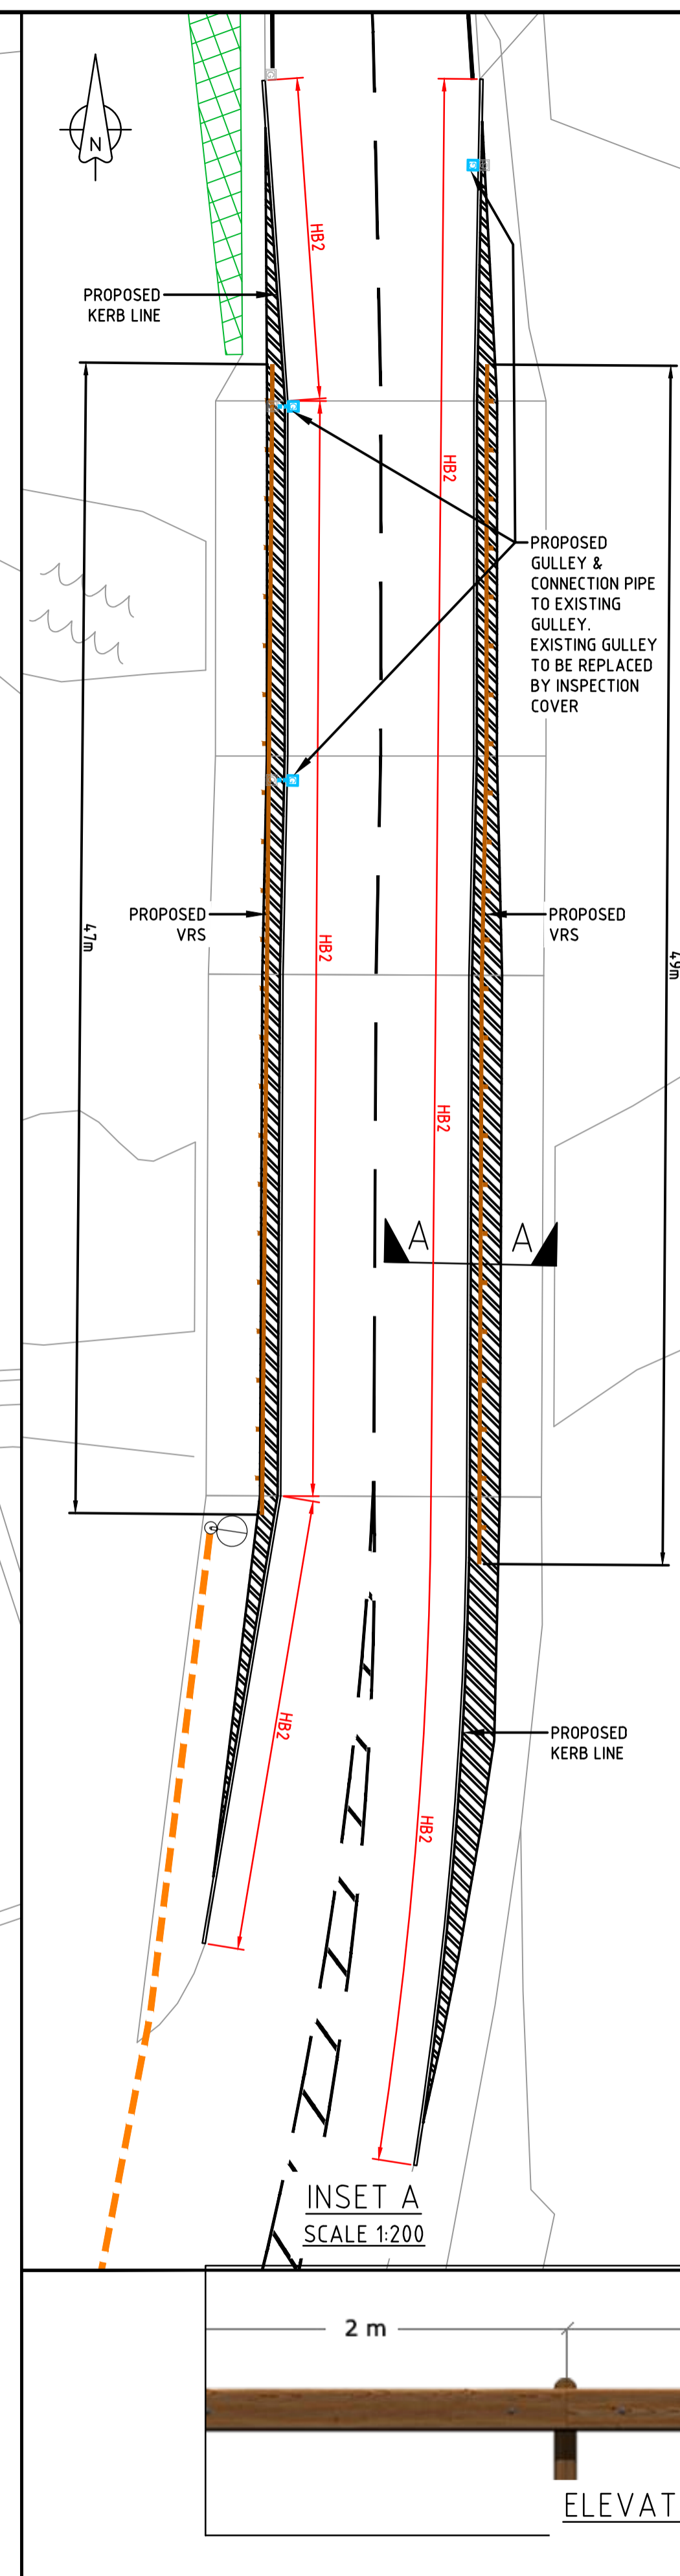 N
HB2
PROPOSED
KERB LINE
HB2
PROPOSED
GULLEY &
CONNECTION PIPE
TO EXISTING
GULLEY.
EXISTING GULLEY
TO BE REPLACED
BY INSPECTION
COVER
PROPOSED
VRS
PROPOSED
VRS
47m
HB2
49m
HB2
A
A
HB2
PROPOSED
KERB LINE
HB2
INSET A
SCALE 1:200
2 m
ELEVAT